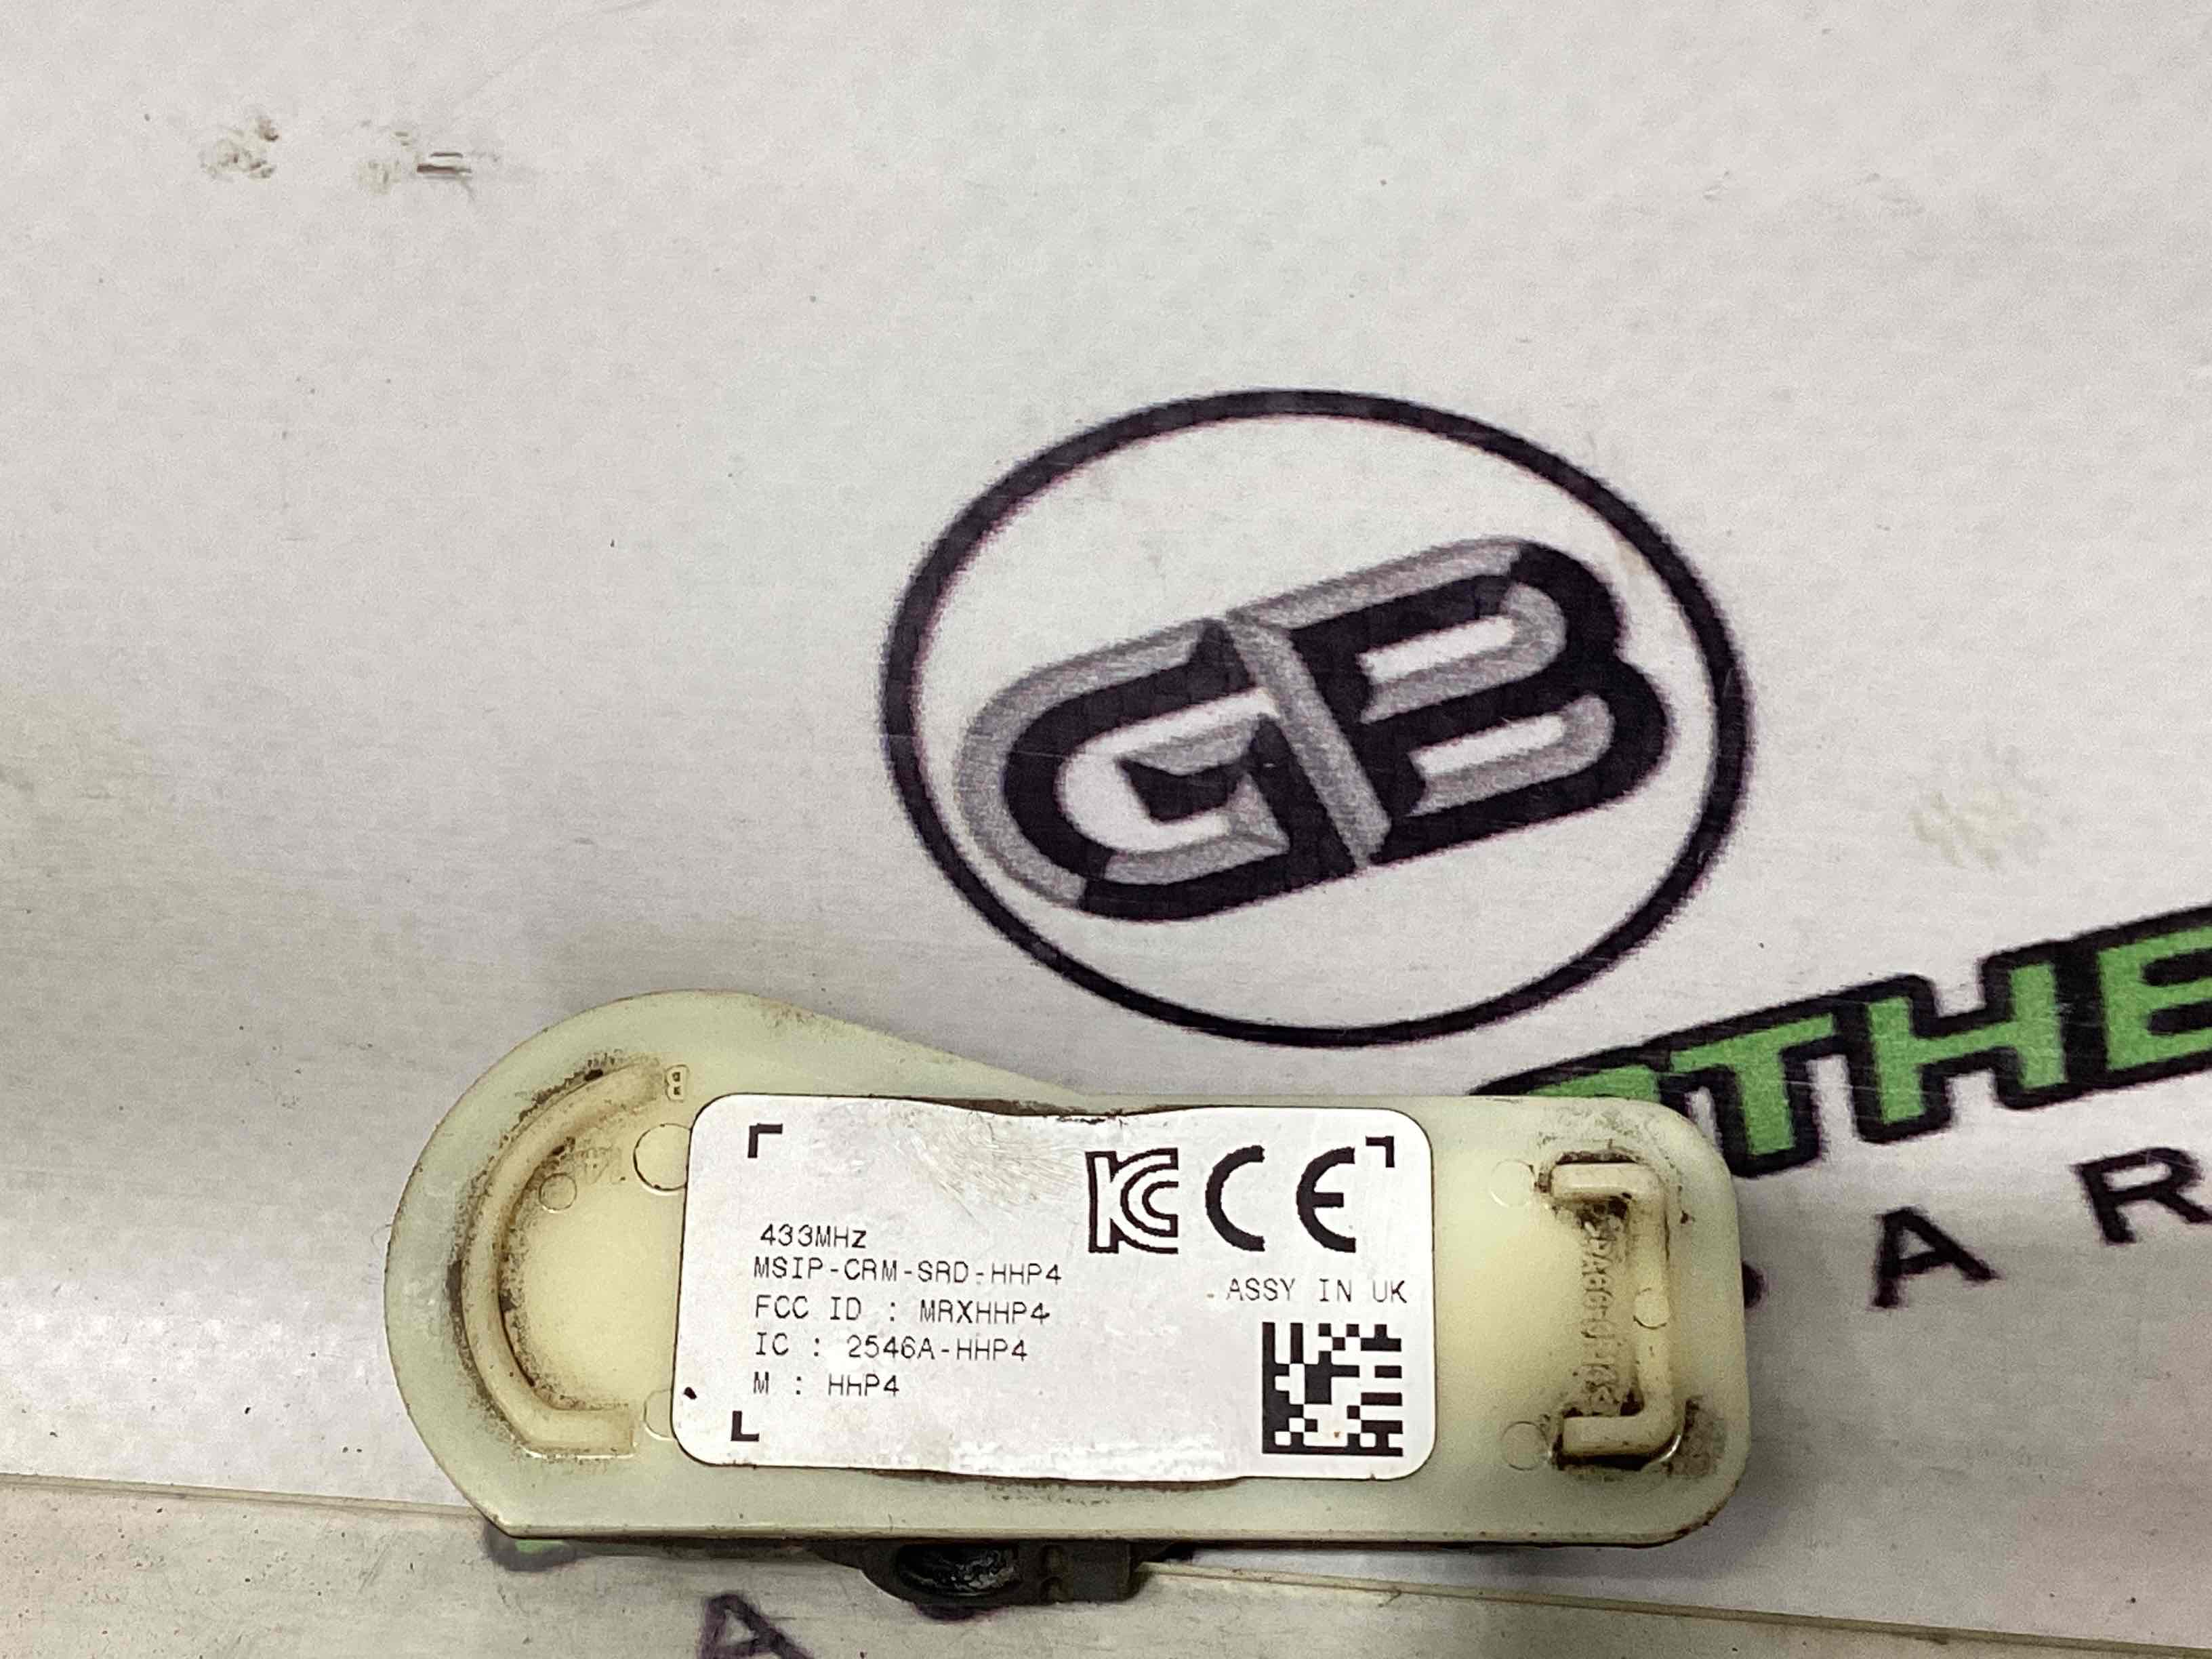 GB
THE
AR
KC CE
433MHz
MSIP-CRM-SRD-HHP4
FCC ID : MRXHHP4
IC : 2546A-HHP4
M : HHP4
ASSY IN UK
A